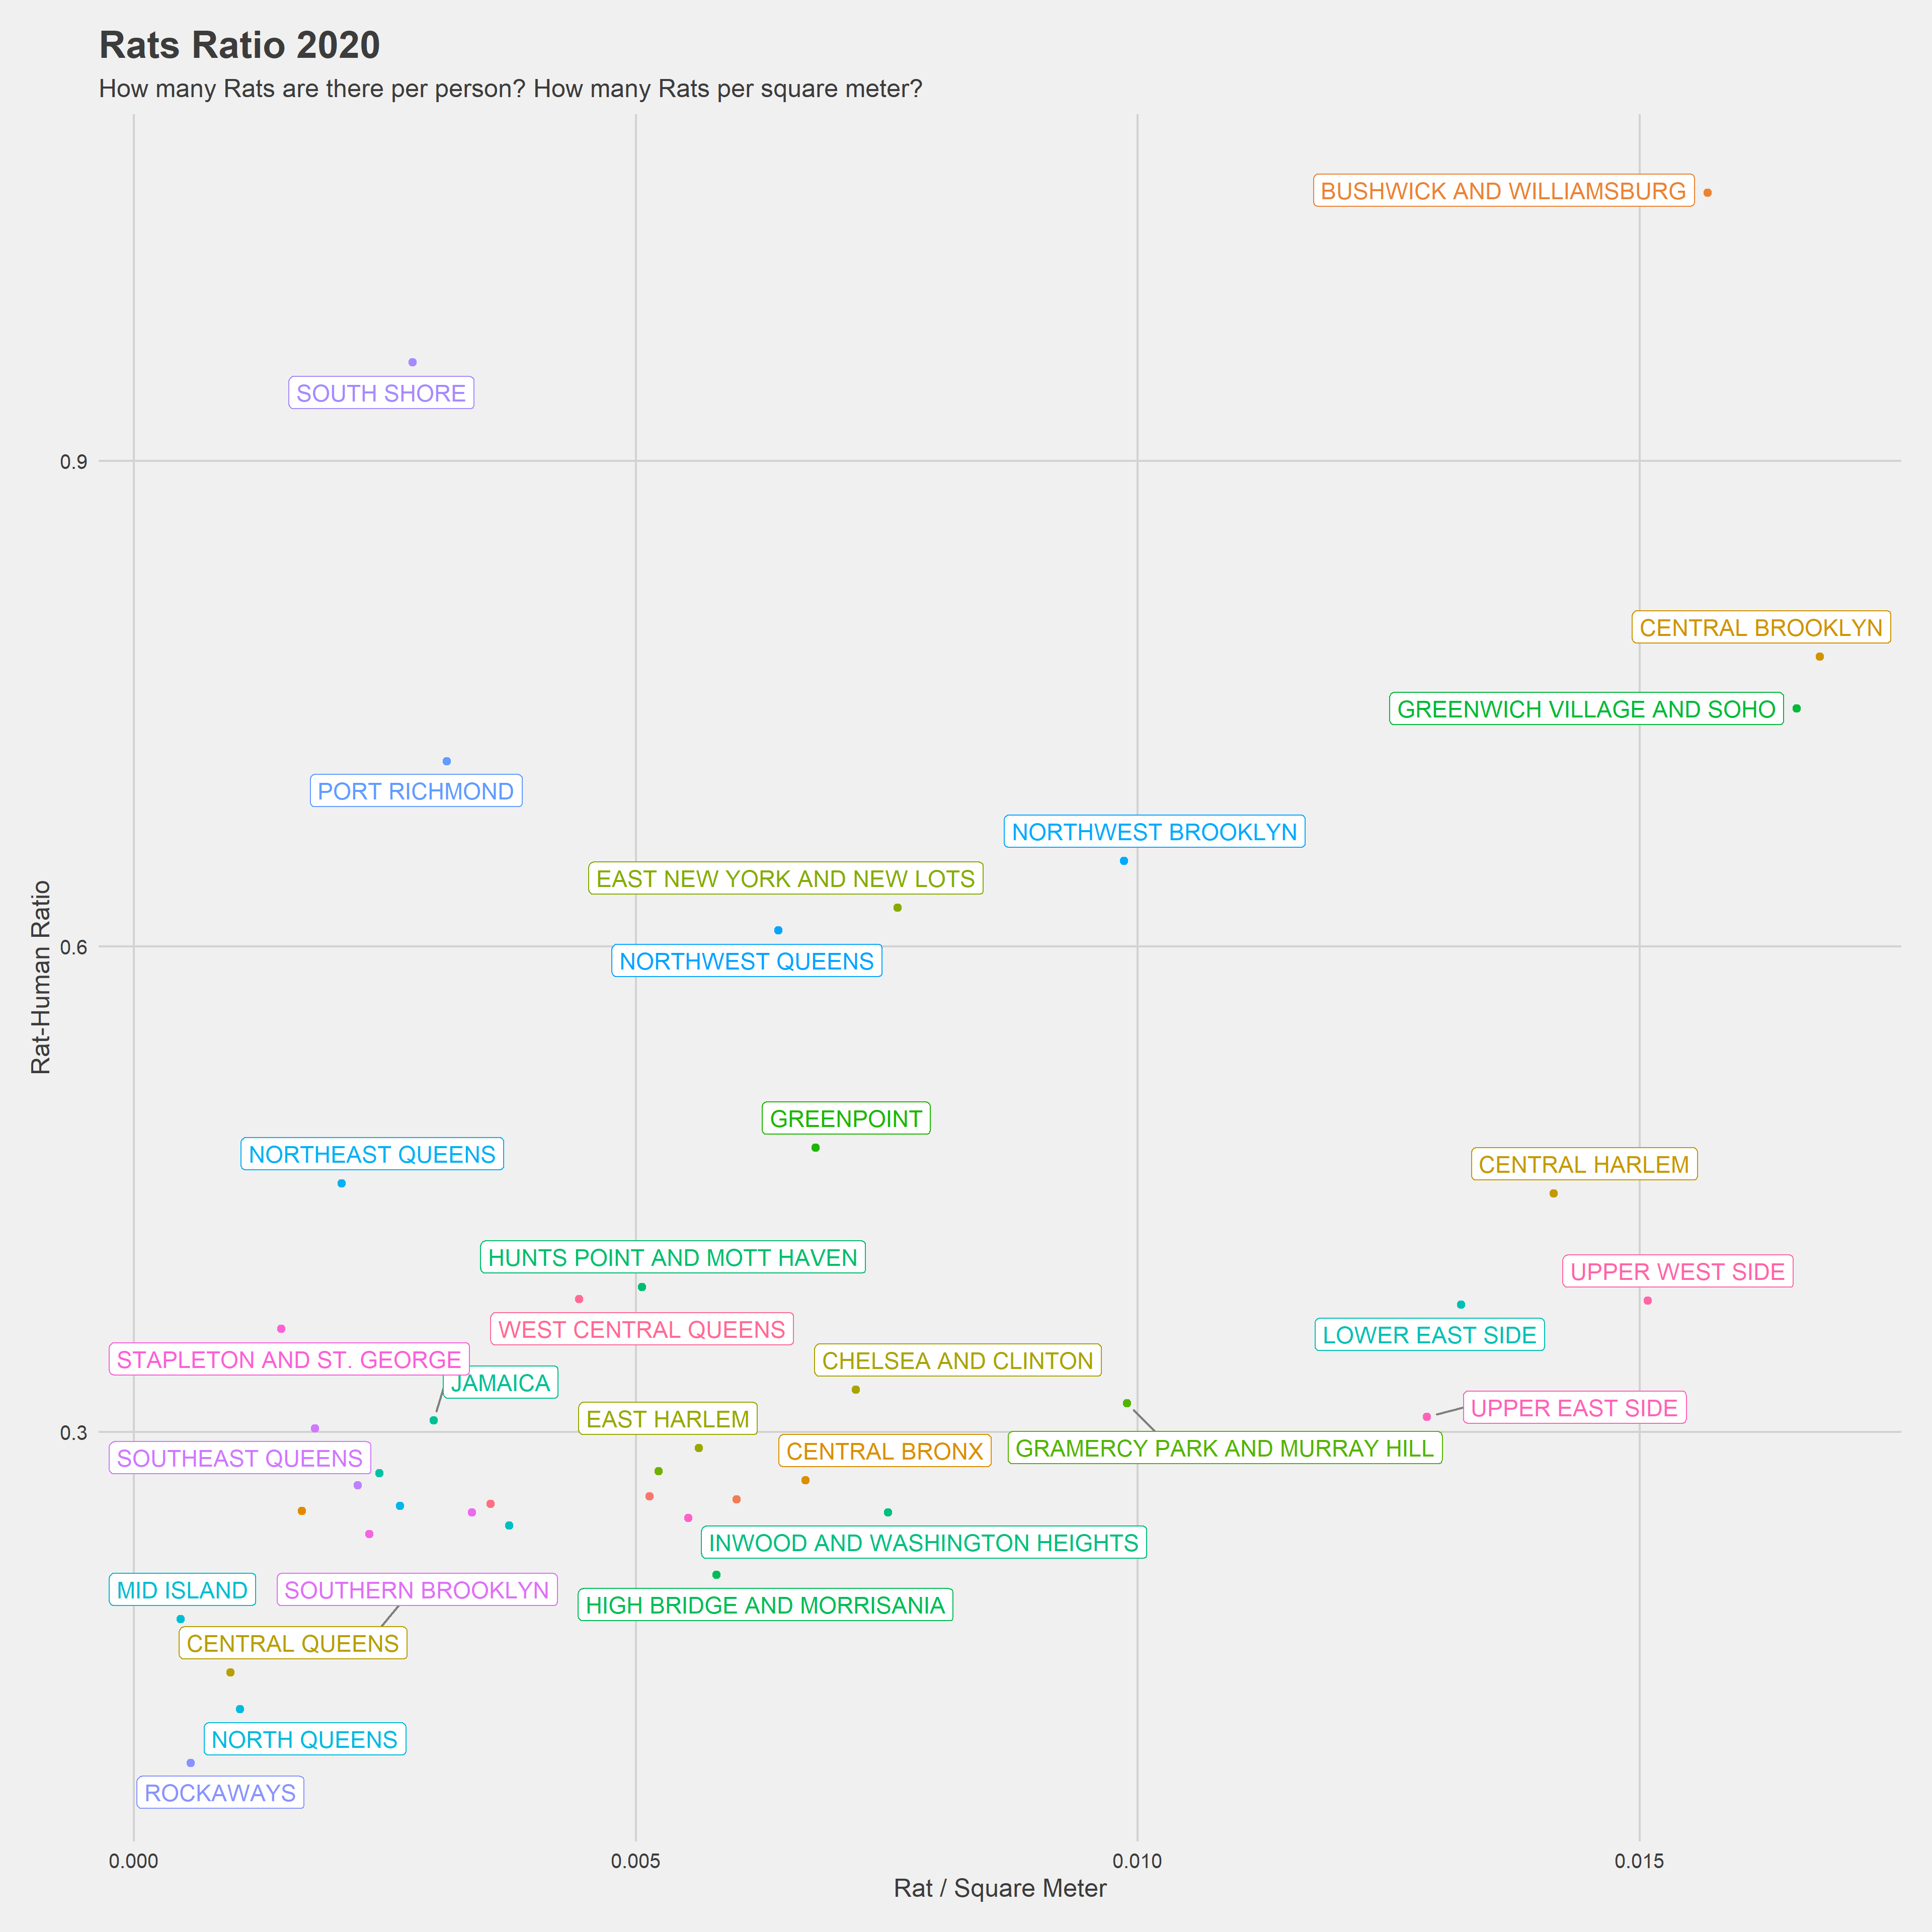 Rats Ratio 2020
How many Rats are there per person? How many Rats per square meter?
BUSHWICK AND WILLIAMSBURG
SOUTH SHORE
0.9
CENTRAL BROOKLYN
GREENWICH VILLAGE AND SOHO
PORT RICHMOND
NORTHWEST BROOKLYN
EAST NEW YORK AND NEW LOTS
0.6
NORTHWEST QUEENS
Rat-Human Ratio
GREENPOINT
NORTHEAST QUEENS
CENTRAL HARLEM
HUNTS POINT AND MOTT HAVEN
UPPER WEST SIDE
WEST CENTRAL QUEENS
LOWER EAST SIDE
STAPLETON AND ST. GEORGE
CHELSEA AND CLINTON
JAMAICA
UPPER EAST SIDE
EAST HARLEM
0.3
GRAMERCY PARK AND MURRAY HILL
CENTRAL BRONX
SOUTHEAST QUEENS
INWOOD AND WASHINGTON HEIGHTS
MID ISLAND
SOUTHERN BROOKLYN
HIGH BRIDGE AND MORRISANIA
CENTRAL QUEENS
NORTH QUEENS
ROCKAWAYS
0.000
0.005
0.010
0.015
Rat / Square Meter